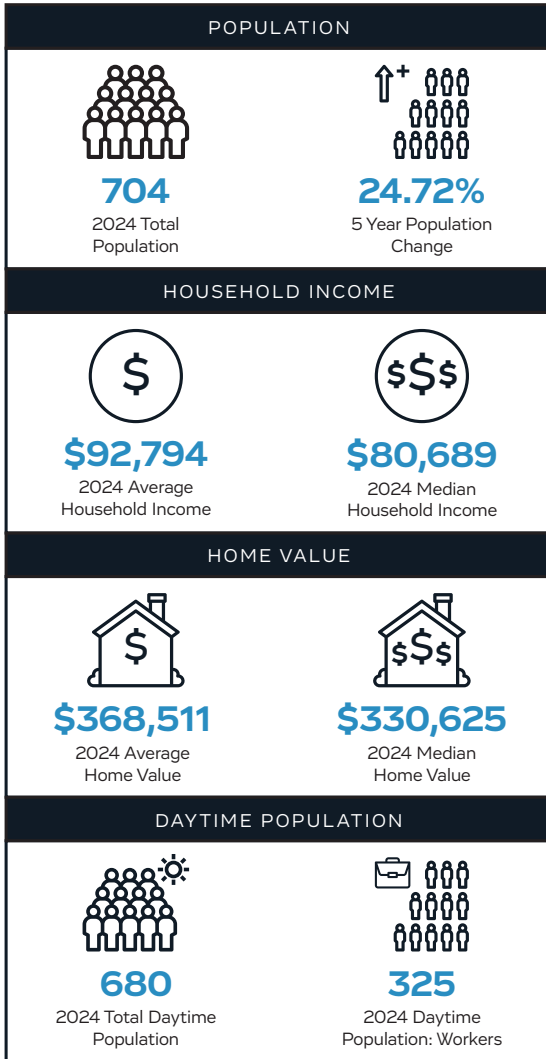 POPULATION
704
2024 Total
Population
24.72%
5 Year Population
Change
HOUSEHOLD INCOME
$
$92,794
2024 Average
Household Income
$$$
$80,689
2024 Median
Household Income
HOME VALUE
$
$368,511
2024 Average
Home Value
$$$
$330,625
2024 Median
Home Value
DAYTIME POPULATION
680
2024 Total Daytime
Population
325
2024 Daytime
Population: Workers